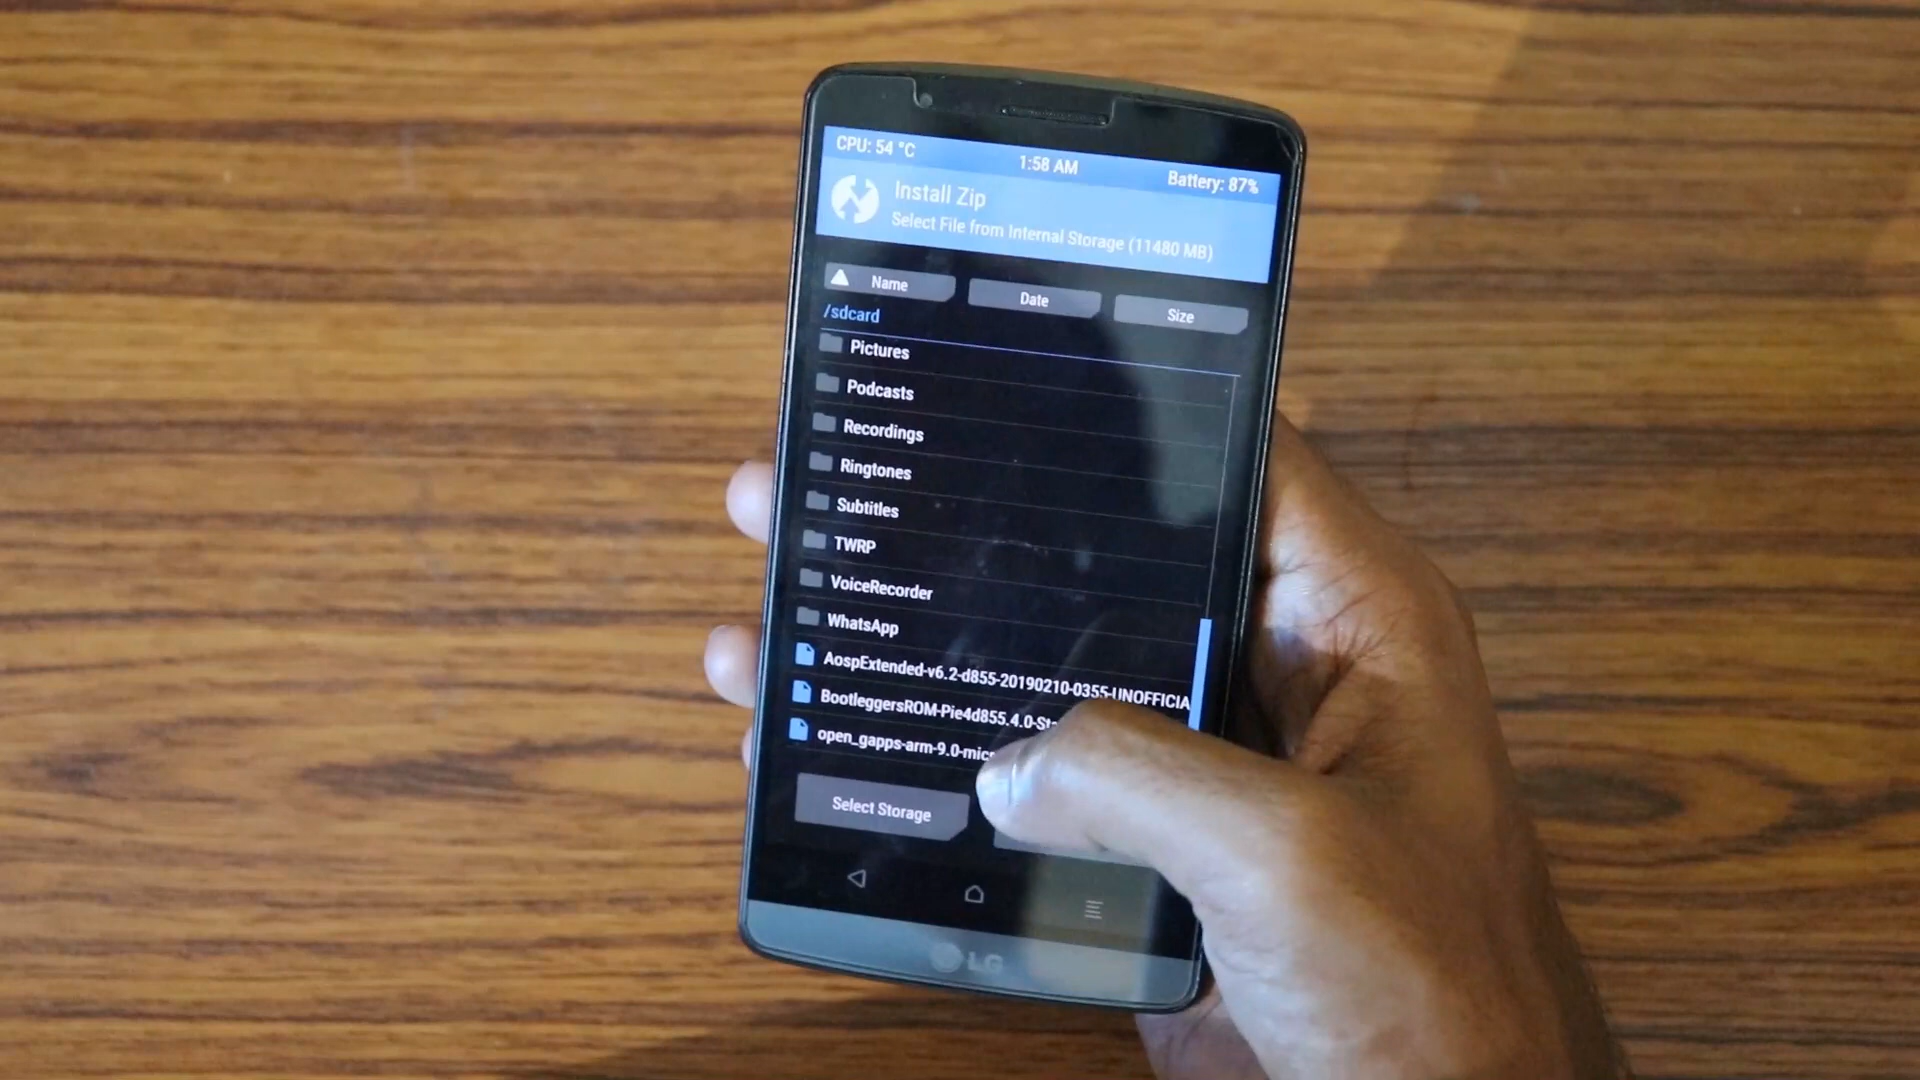 CPU: 54 °C
1:58 AM
Battery: 87%
Install Zip
Select File from Internal Storage (11480 MB)
Name
Date
Size
/sdcard
Pictures
Podcasts
Recordings
Ringtones
Subtitles
TWRP
VoiceRecorder
WhatsApp
AospExtended-v6.2-d855-20190210-0355-UNOFFICIA
BootleggersROM-Pie4d855.4.0-Sta
open_gapps-arm-9.0-mic
Select Storage
LG